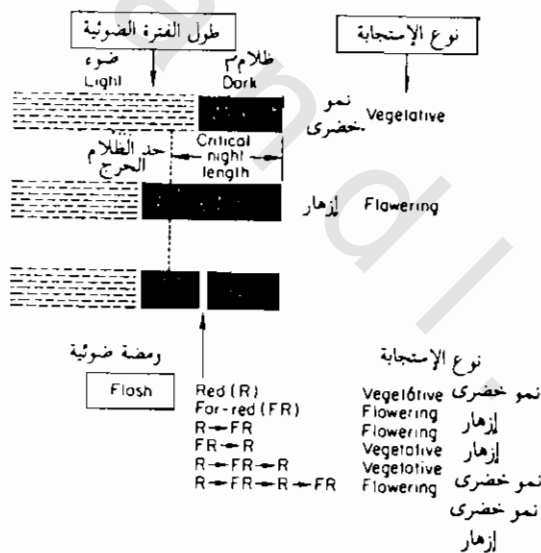 طول الفترة الضوئية
نوع الإستجابة
ضوء
ظلام م
Light
Dark
نمو
خضرى
Vegetative
حد الظلام
الحرج
Critical
night
length
إزهار
Flowering
ومضة ضوئية
نوع الإستجابة
Flash
Red (R)
Far-red (FR)
R→FR
FR→R
R→FR→R
R→FR→R→FR
Vegetative
Flowering
Flowering
Vegetative
Vegetative
Flowering
نمو خضرى
إزهار
إزهار
نمو خضرى
نمو خضرى
إزهار